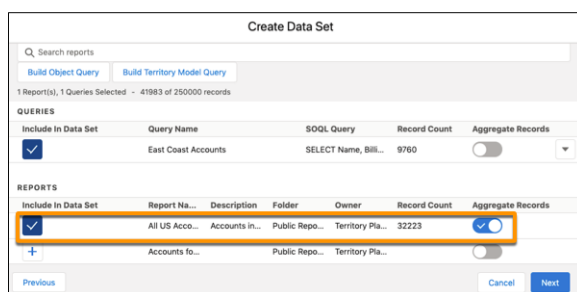 Create Data Set
Search reports
Build Object Query Build Territory Model Query
1 Report(s), 1 Queries Selected - 41983 of 250000 records
QUERIES
Include In Data Set Query Name SOQL Query Record Count Aggregate Records
East Coast Accounts SELECT Name, Billi... 9760
REPORTS
Include In Data Set Report Na... Description Folder Owner Record Count Aggregate Records
All US Acco... Accounts in... Public Repo... Territory Pla... 32223
Accounts fo... Public Repo... Territory Pla...
Previous Cancel Next